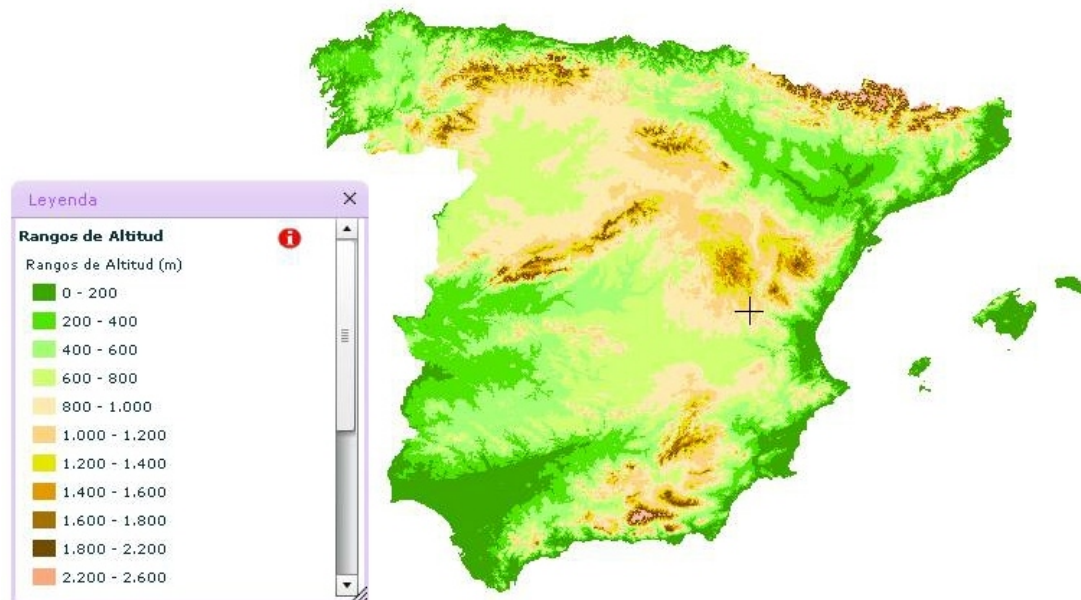 Leyenda
Rangos de Altitud
Rangos de Altitud (m)
0 - 200
200 - 400
400 - 600
600 - 800
800 - 1.000
1.000 - 1.200
1.200 - 1.400
1.400 - 1.600
1.600 - 1.800
1.800 - 2.200
2.200 - 2.600